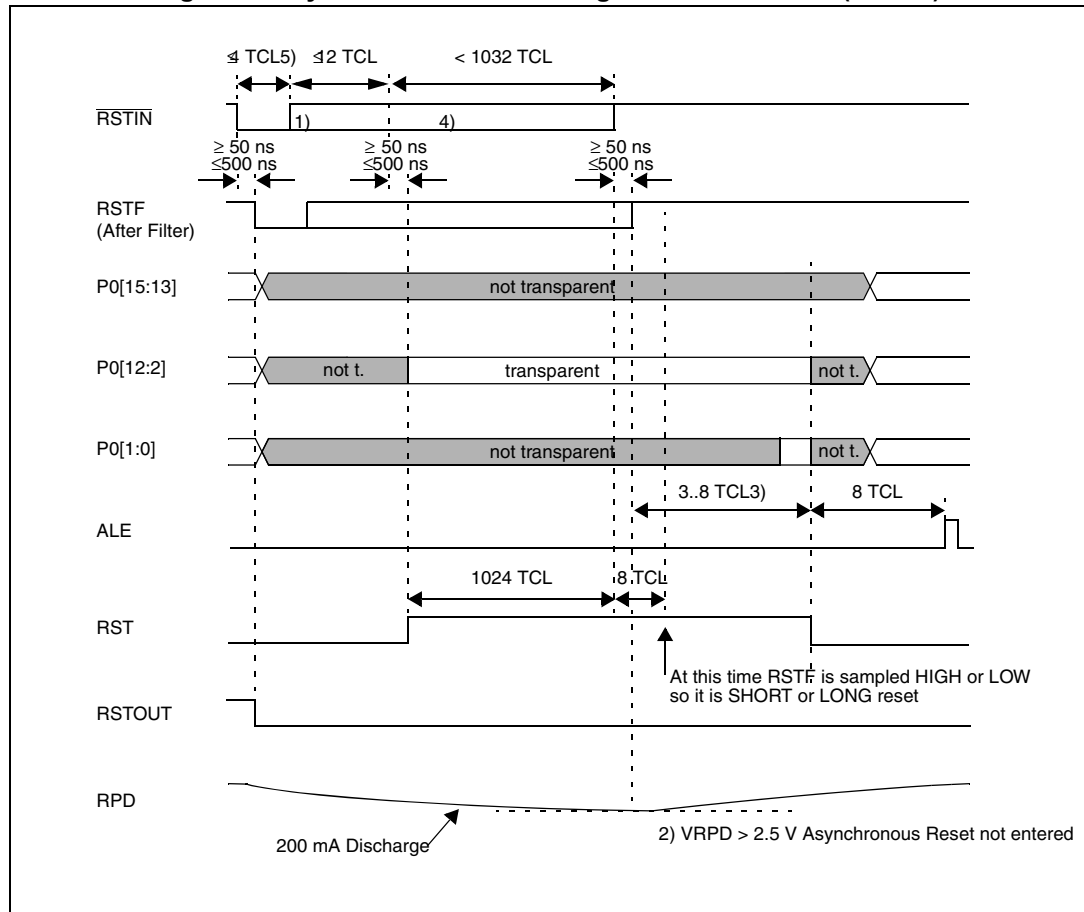 ≤4 TCL5) ≤12 TCL < 1032 TCL
RSTIN
1) 4)
≥ 50 ns ≥ 50 ns ≥ 50 ns
≤500 ns ≤500 ns ≤500 ns
RSTF
(After Filter)
P0[15:13] not transparent
P0[12:2] not t. transparent not t.
P0[1:0] not transparent not t.
3..8 TCL3) 8 TCL
ALE
1024 TCL 8 TCL
RST
At this time RSTF is sampled HIGH or LOW
so it is SHORT or LONG reset
RSTOUT
RPD
200 mA Discharge 2) VRPD > 2.5 V Asynchronous Reset not entered